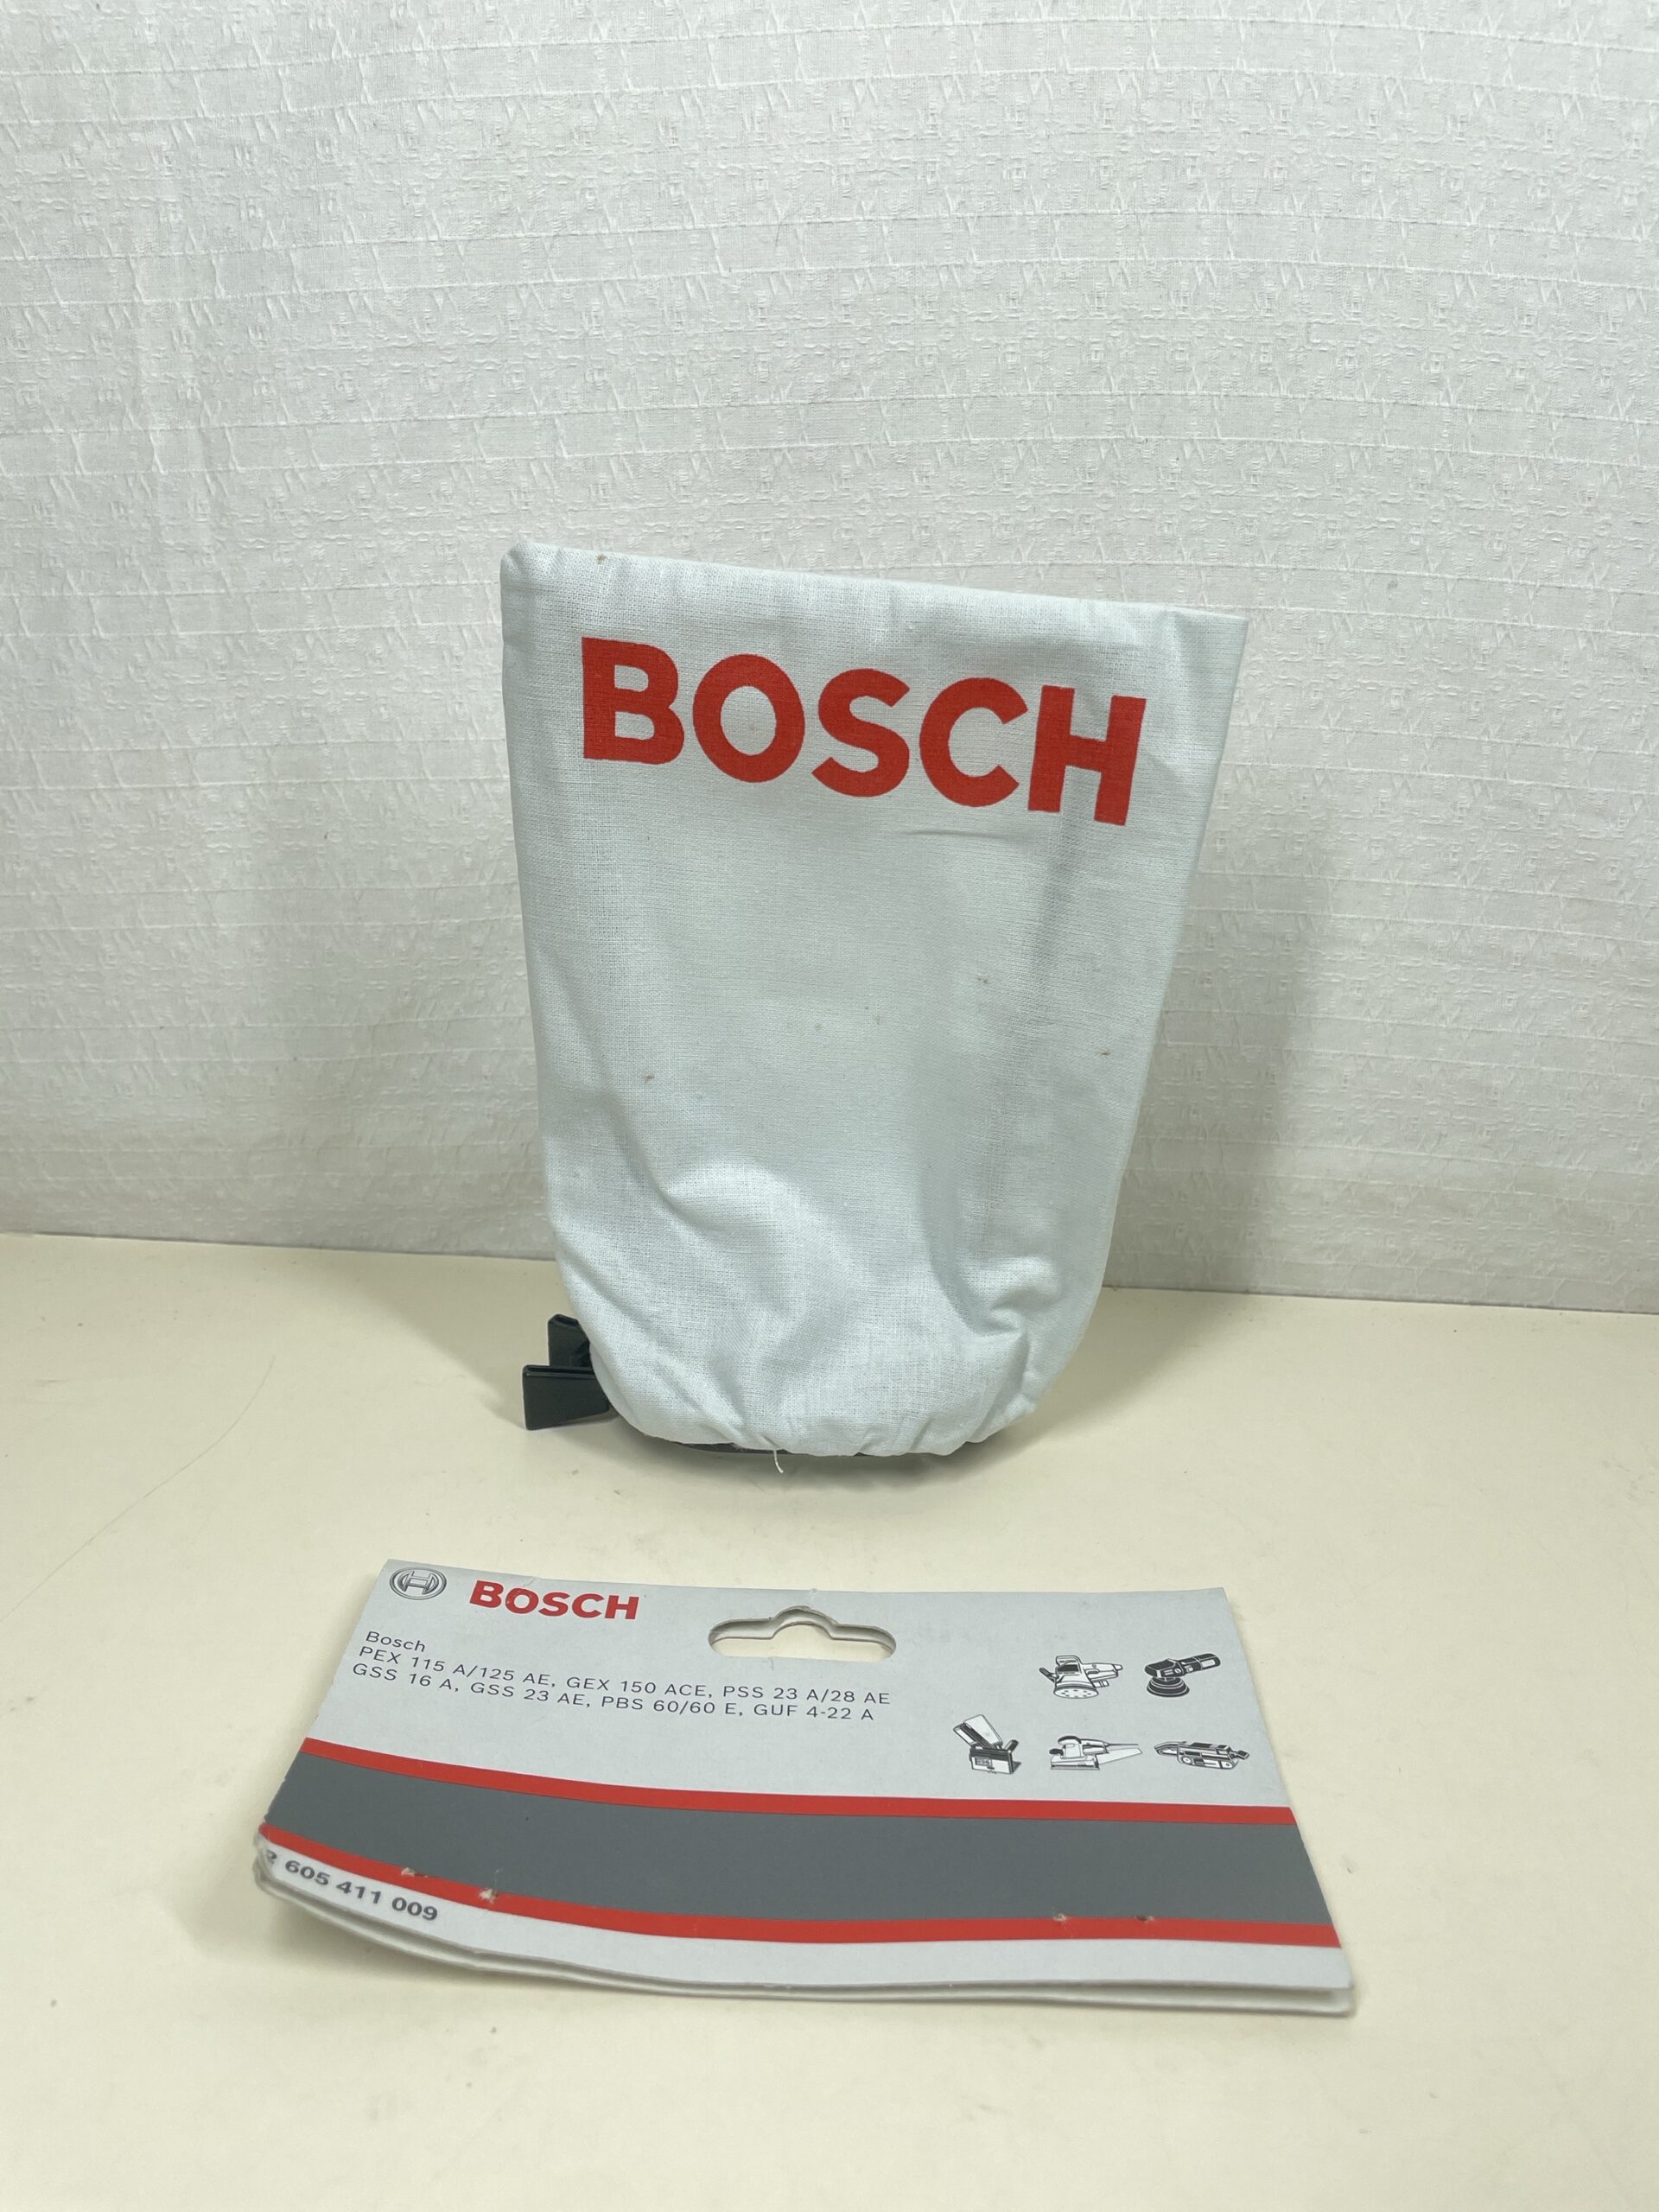 BOSCH
BOSCH
Bosch
PEX 115 A/125 AE, GEX 150 ACE, PSS 23 A/28 AE
GSS 16 A, GSS 23 AE, PBS 60/60 E, GUF 4-22 A
2 605 411 009